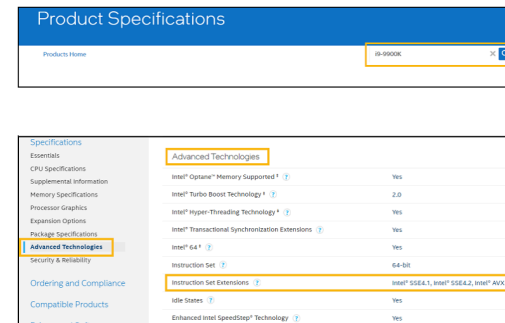 Product Specifications
Products Home
i9-9900K ×
Specifications
Essentials
CPU Specifications
Supplemental Information
Memory Specifications
Processor Graphics
Expansion Options
Package Specifications
Advanced Technologies
Security & Reliability
Ordering and Compliance
Compatible Products
Advanced Technologies
Intel® Optane™ Memory Supported ‡ ? Yes
Intel® Turbo Boost Technology ‡ ? 2.0
Intel® Hyper-Threading Technology ‡ ? Yes
Intel® Transactional Synchronization Extensions ? Yes
Intel® 64 ‡ ? Yes
Instruction Set ? 64-bit
Instruction Set Extensions ? Intel® SSE4.1, Intel® SSE4.2, Intel® AVX
Idle States ? Yes
Enhanced Intel SpeedStep® Technology ? Yes